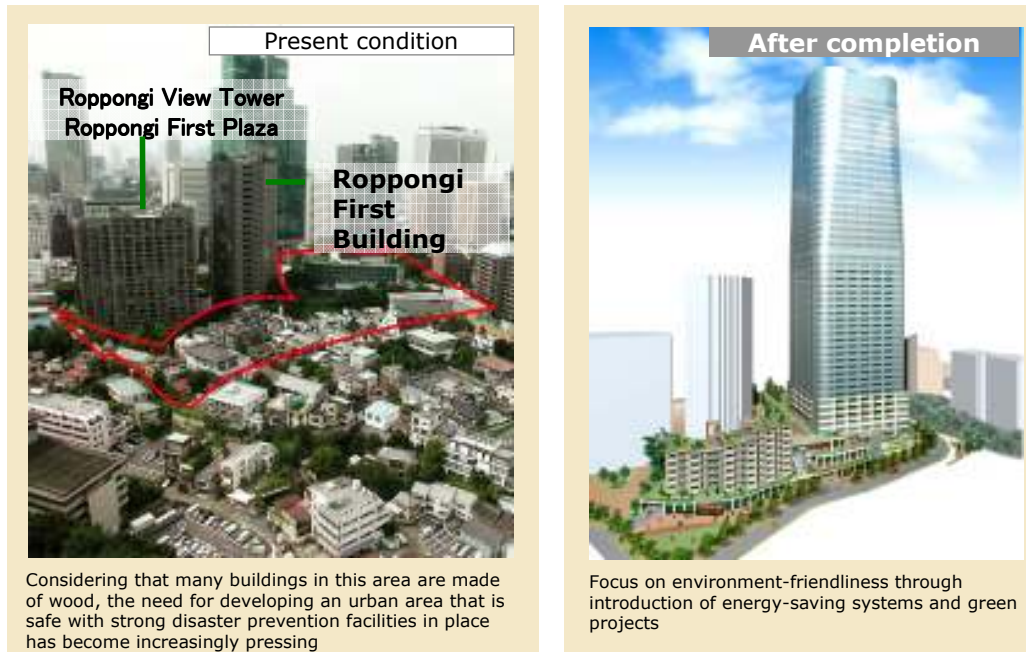 Present condition
Roppongi View Tower
Roppongi First Plaza
Roppongi
First
Building
Considering that many buildings in this area are made
of wood, the need for developing an urban area that is
safe with strong disaster prevention facilities in place
has become increasingly pressing
After completion
Focus on environment-friendliness through
introduction of energy-saving systems and green
projects